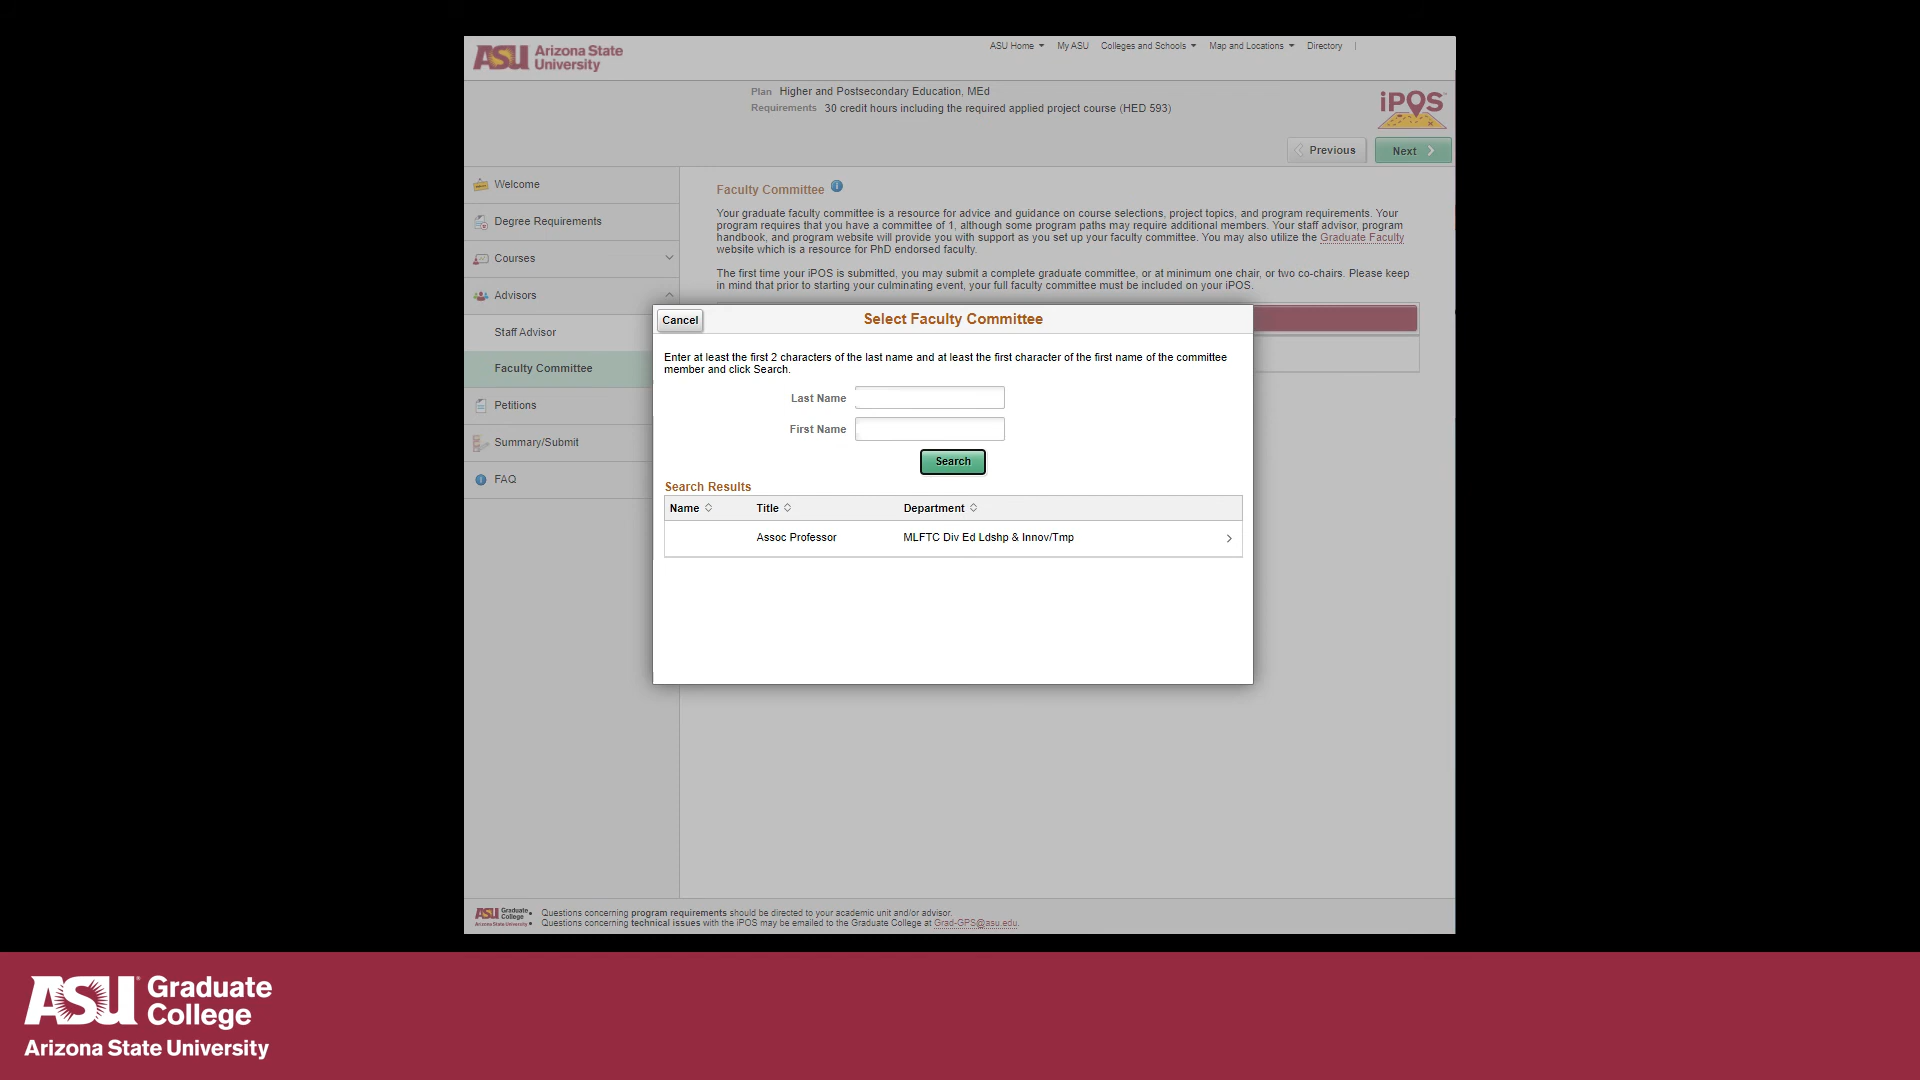 ASU Arizona State
University
ASU Home
My ASU
Colleges and Schools
Map and Locations
Directory
Plan Higher and Postsecondary Education, MEd
Requirements 30 credit hours including the required applied project course (HED 593)
iPOS
Previous
Next
Welcome
Degree Requirements
Courses
Advisors
Staff Advisor
Faculty Committee
Petitions
Summary/Submit
FAQ
Faculty Committee
Your graduate faculty committee is a resource for advice and guidance on course selections, project topics, and program requirements. Your
program requires that you have a committee of 1, although some program paths may require additional members. Your staff advisor, program
handbook, and program website will provide you with support as you set up your faculty committee. You may also utilize the Graduate Faculty
website which is a resource for PhD endorsed faculty.
The first time your iPOS is submitted, you may submit a complete graduate committee, or at minimum one chair, or two co-chairs. Please keep
in mind that prior to starting your culminating event, your full faculty committee must be included on your iPOS.
Cancel
Select Faculty Committee
Enter at least the first 2 characters of the last name and at least the first character of the first name of the committee
member and click Search.
Last Name
First Name
Search
Search Results
Name Title Department
Assoc Professor MLFTC Div Ed Ldshp & Innov/Tmp
ASU Graduate
College
Arizona State University
Questions concerning program requirements should be directed to your academic unit and/or advisor.
Questions concerning technical issues with the iPOS may be emailed to the Graduate College at Grad-GPS@asu.edu.
ASU Graduate
College
Arizona State University